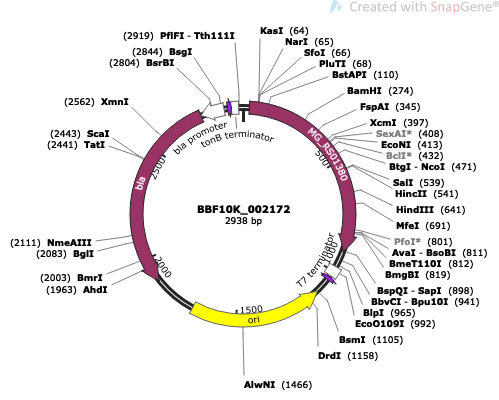 Created with SnapGene®
(2919) PflFI - Tth111I
(2844) BsgI
(2804) BsrBI
(2562) XmnI
(2443) ScaI
(2441) TatI
(2111) NmeAIII
(2083) BglI
(2003) BmrI
(1963) AhdI
KasI (64)
NarI (65)
SfoI (66)
PluTI (68)
BstAPI (110)
BamHI (274)
FspAI (345)
XcmI (397)
SexAI* (408)
EcoNI (413)
BclI* (432)
BtgI - NcoI (471)
SalI (539)
HincII (541)
HindIII (641)
MfeI (691)
PfoI* (801)
AvaI - BsoBI (811)
BmeT110I (812)
BmgBI (819)
BspQI - SapI (898)
BbvCI - Bpu10I (941)
BlpI (965)
EcoO109I (992)
BsmI (1105)
DrdI (1158)
AlwNI (1466)
bla promoter
tonB terminator
MG_RS01380
bla
T7 terminator
ori
500
1000
1500
2000
2500
BBF10K_002172
2938 bp